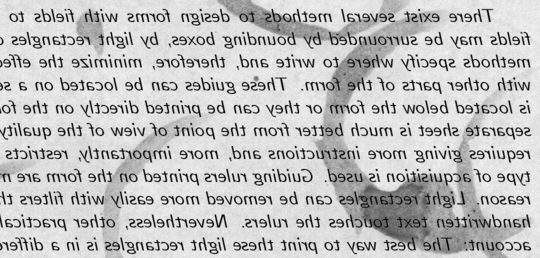 There exist several methods to design forms with fields to
fields may be surrounded by bounding boxes, by light rectangles
methods specify where to write and, therefore, minimize the
with other parts of the form. These guides can be located on a
is located below the form or they can be printed directly on the
separate sheet is much better from the point of view of the quality
requires giving more instructions and, more importantly, restricts
type of acquisition is used. Guiding rulers printed on the form are
reason. Light rectangles can be removed more easily with filters
handwritten text touches the rulers. Nevertheless, other practical
account: The best way to print these light rectangles is in a